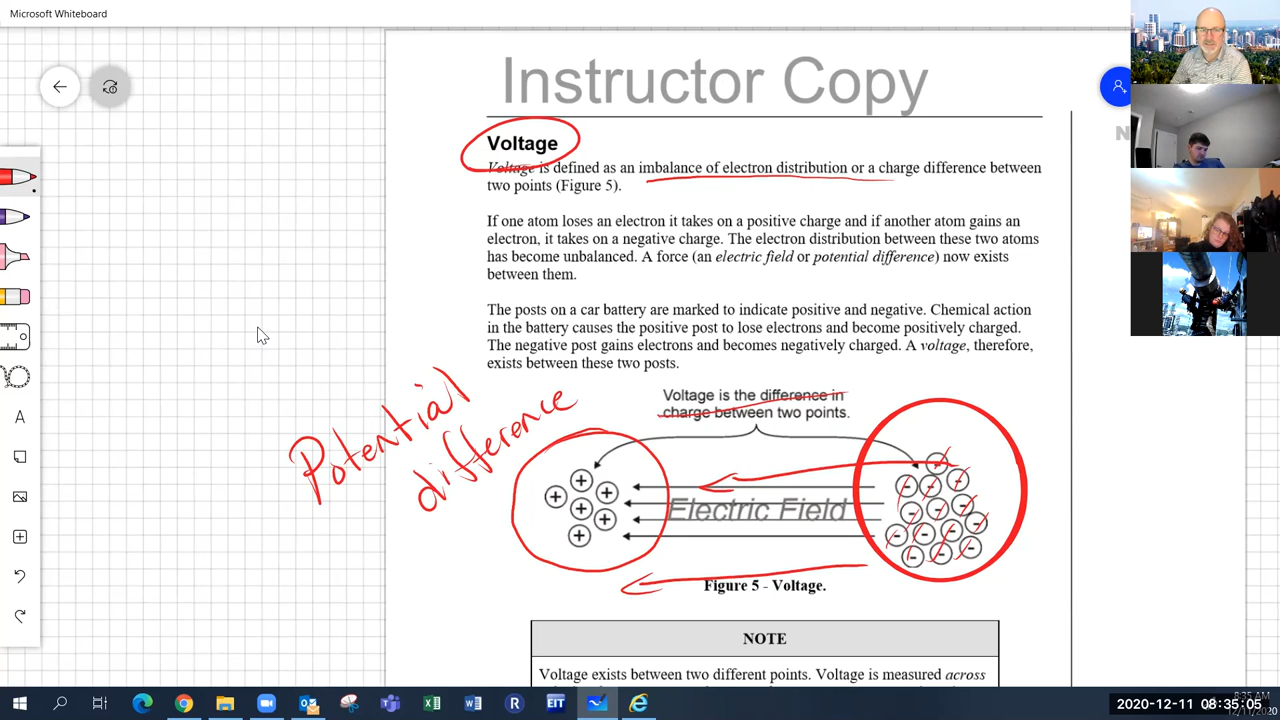 Microsoft Whiteboard
Instructor Copy
Voltage
Voltage is defined as an imbalance of electron distribution or a charge difference between
two points (Figure 5).
If one atom loses an electron it takes on a positive charge and if another atom gains an
electron, it takes on a negative charge. The electron distribution between these two atoms
has become unbalanced. A force (an electric field or potential difference) now exists
between them.
The posts on a car battery are marked to indicate positive and negative. Chemical action
in the battery causes the positive post to lose electrons and become positively charged.
The negative post gains electrons and becomes negatively charged. A voltage, therefore,
exists between these two posts.
Potential
difference
Voltage is the difference in
charge between two points.
Electric Field
Figure 5 - Voltage.
NOTE
Voltage exists between two different points. Voltage is measured across
N
A
R
EIT
8:35 AM
12/11/2020
2020-12-11 08:35:05